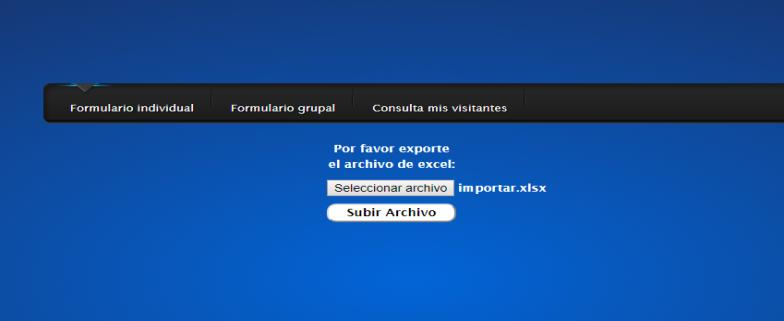 Formulario individual Formulario grupal Consulta mis visitantes
Por favor exporte
el archivo de excel:
Seleccionar archivo importar.xlsx
Subir Archivo